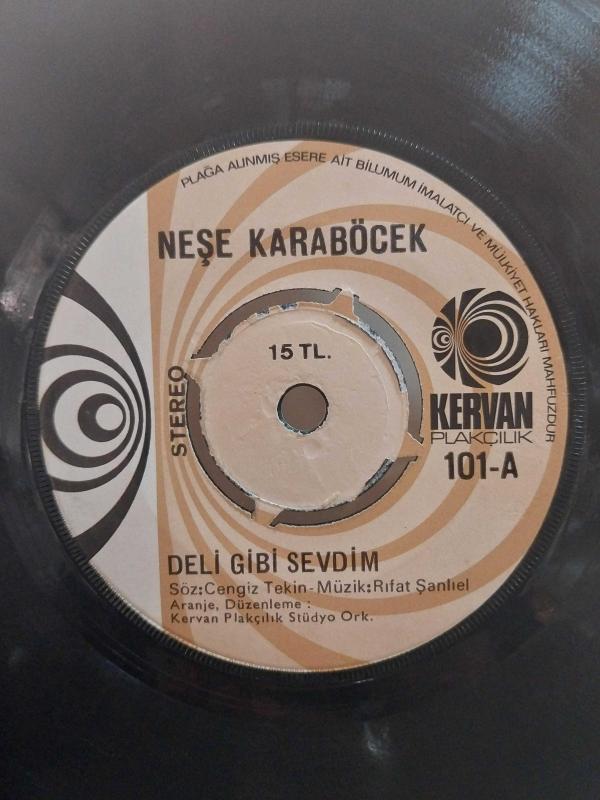 PLAĞA ALINMIŞ ESERE AİT BİLUMUM İMALATÇI VE MÜLKİYET HAKLARI MAHFUZDUR
NEŞE KARABÖCEK
15 TL.
STEREO
KERVAN
PLAKÇILIK
101-A
DELİ GİBİ SEVDİM
Söz:Cengiz Tekin-Müzik:Rıfat Şanlıel
Aranje, Düzenleme :
Kervan Plakçılık Stüdyo Ork.